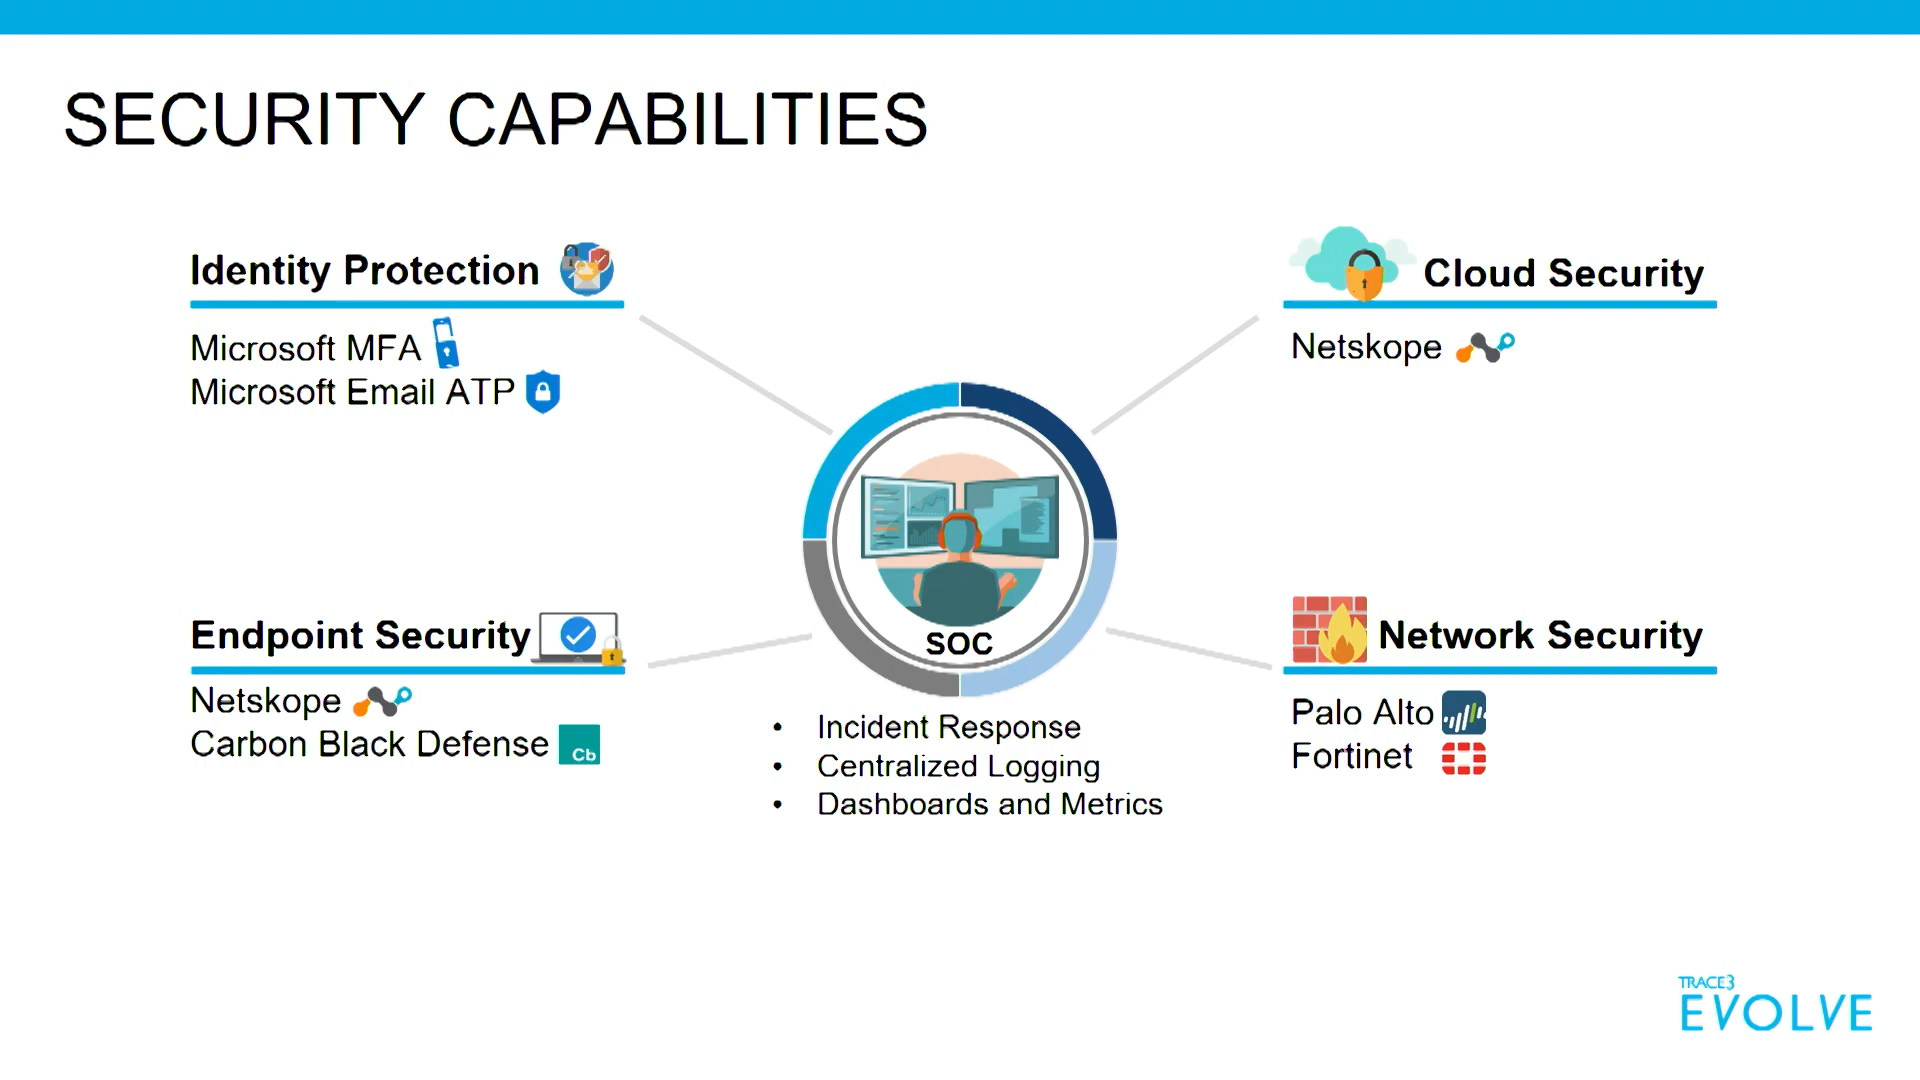 SECURITY CAPABILITIES
Identity Protection
Microsoft MFA
Microsoft Email ATP
Cloud Security
Netskope
SOC
Endpoint Security
Netskope
Carbon Black Defense
Cb
Network Security
Palo Alto
Fortinet
• Incident Response
• Centralized Logging
• Dashboards and Metrics
TRACE3
EVOLVE